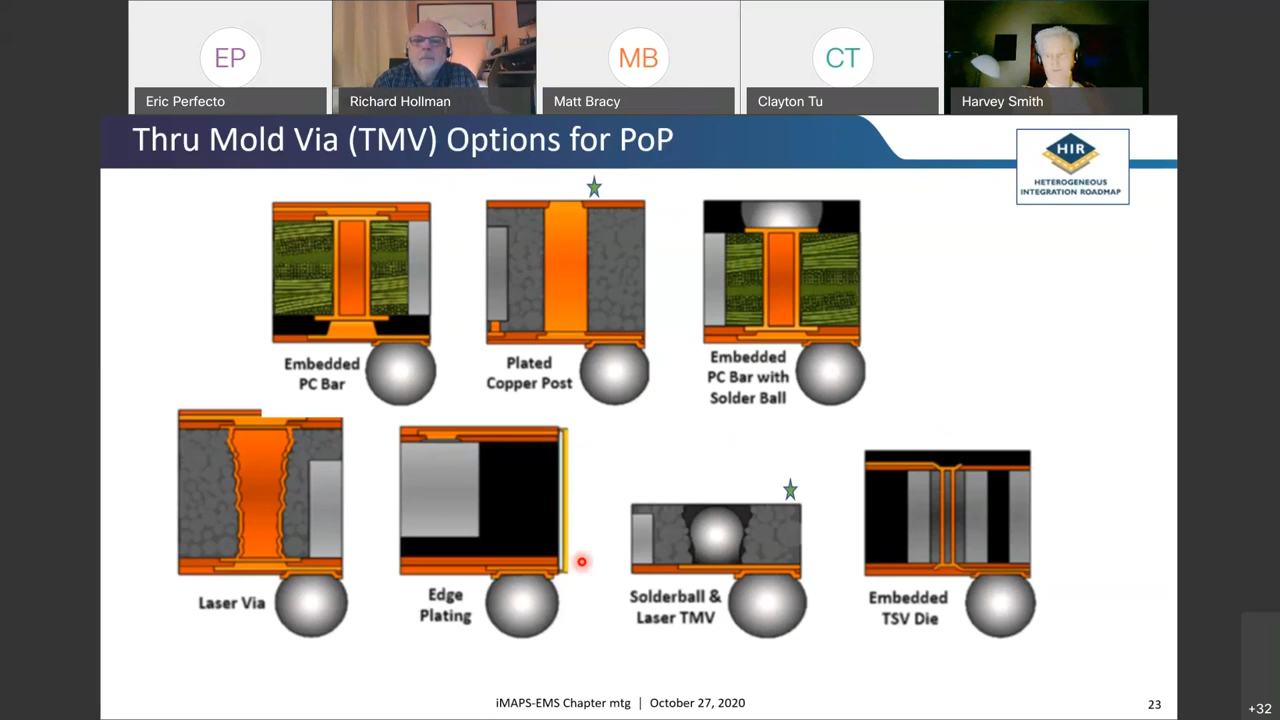 EP
MB
CT
Eric Perfecto
Richard Hollman
Matt Bracy
Clayton Tu
Harvey Smith
Thru Mold Via (TMV) Options for PoP
HIR
HETEROGENEOUS
INTEGRATION ROADMAP
Embedded
PC Bar
Plated
Copper Post
Embedded
PC Bar with
Solder Ball
Laser Via
Edge
Plating
Solderball &
Laser TMV
Embedded
TSV Die
iMAPS-EMS Chapter mtg | October 27, 2020
23
+32